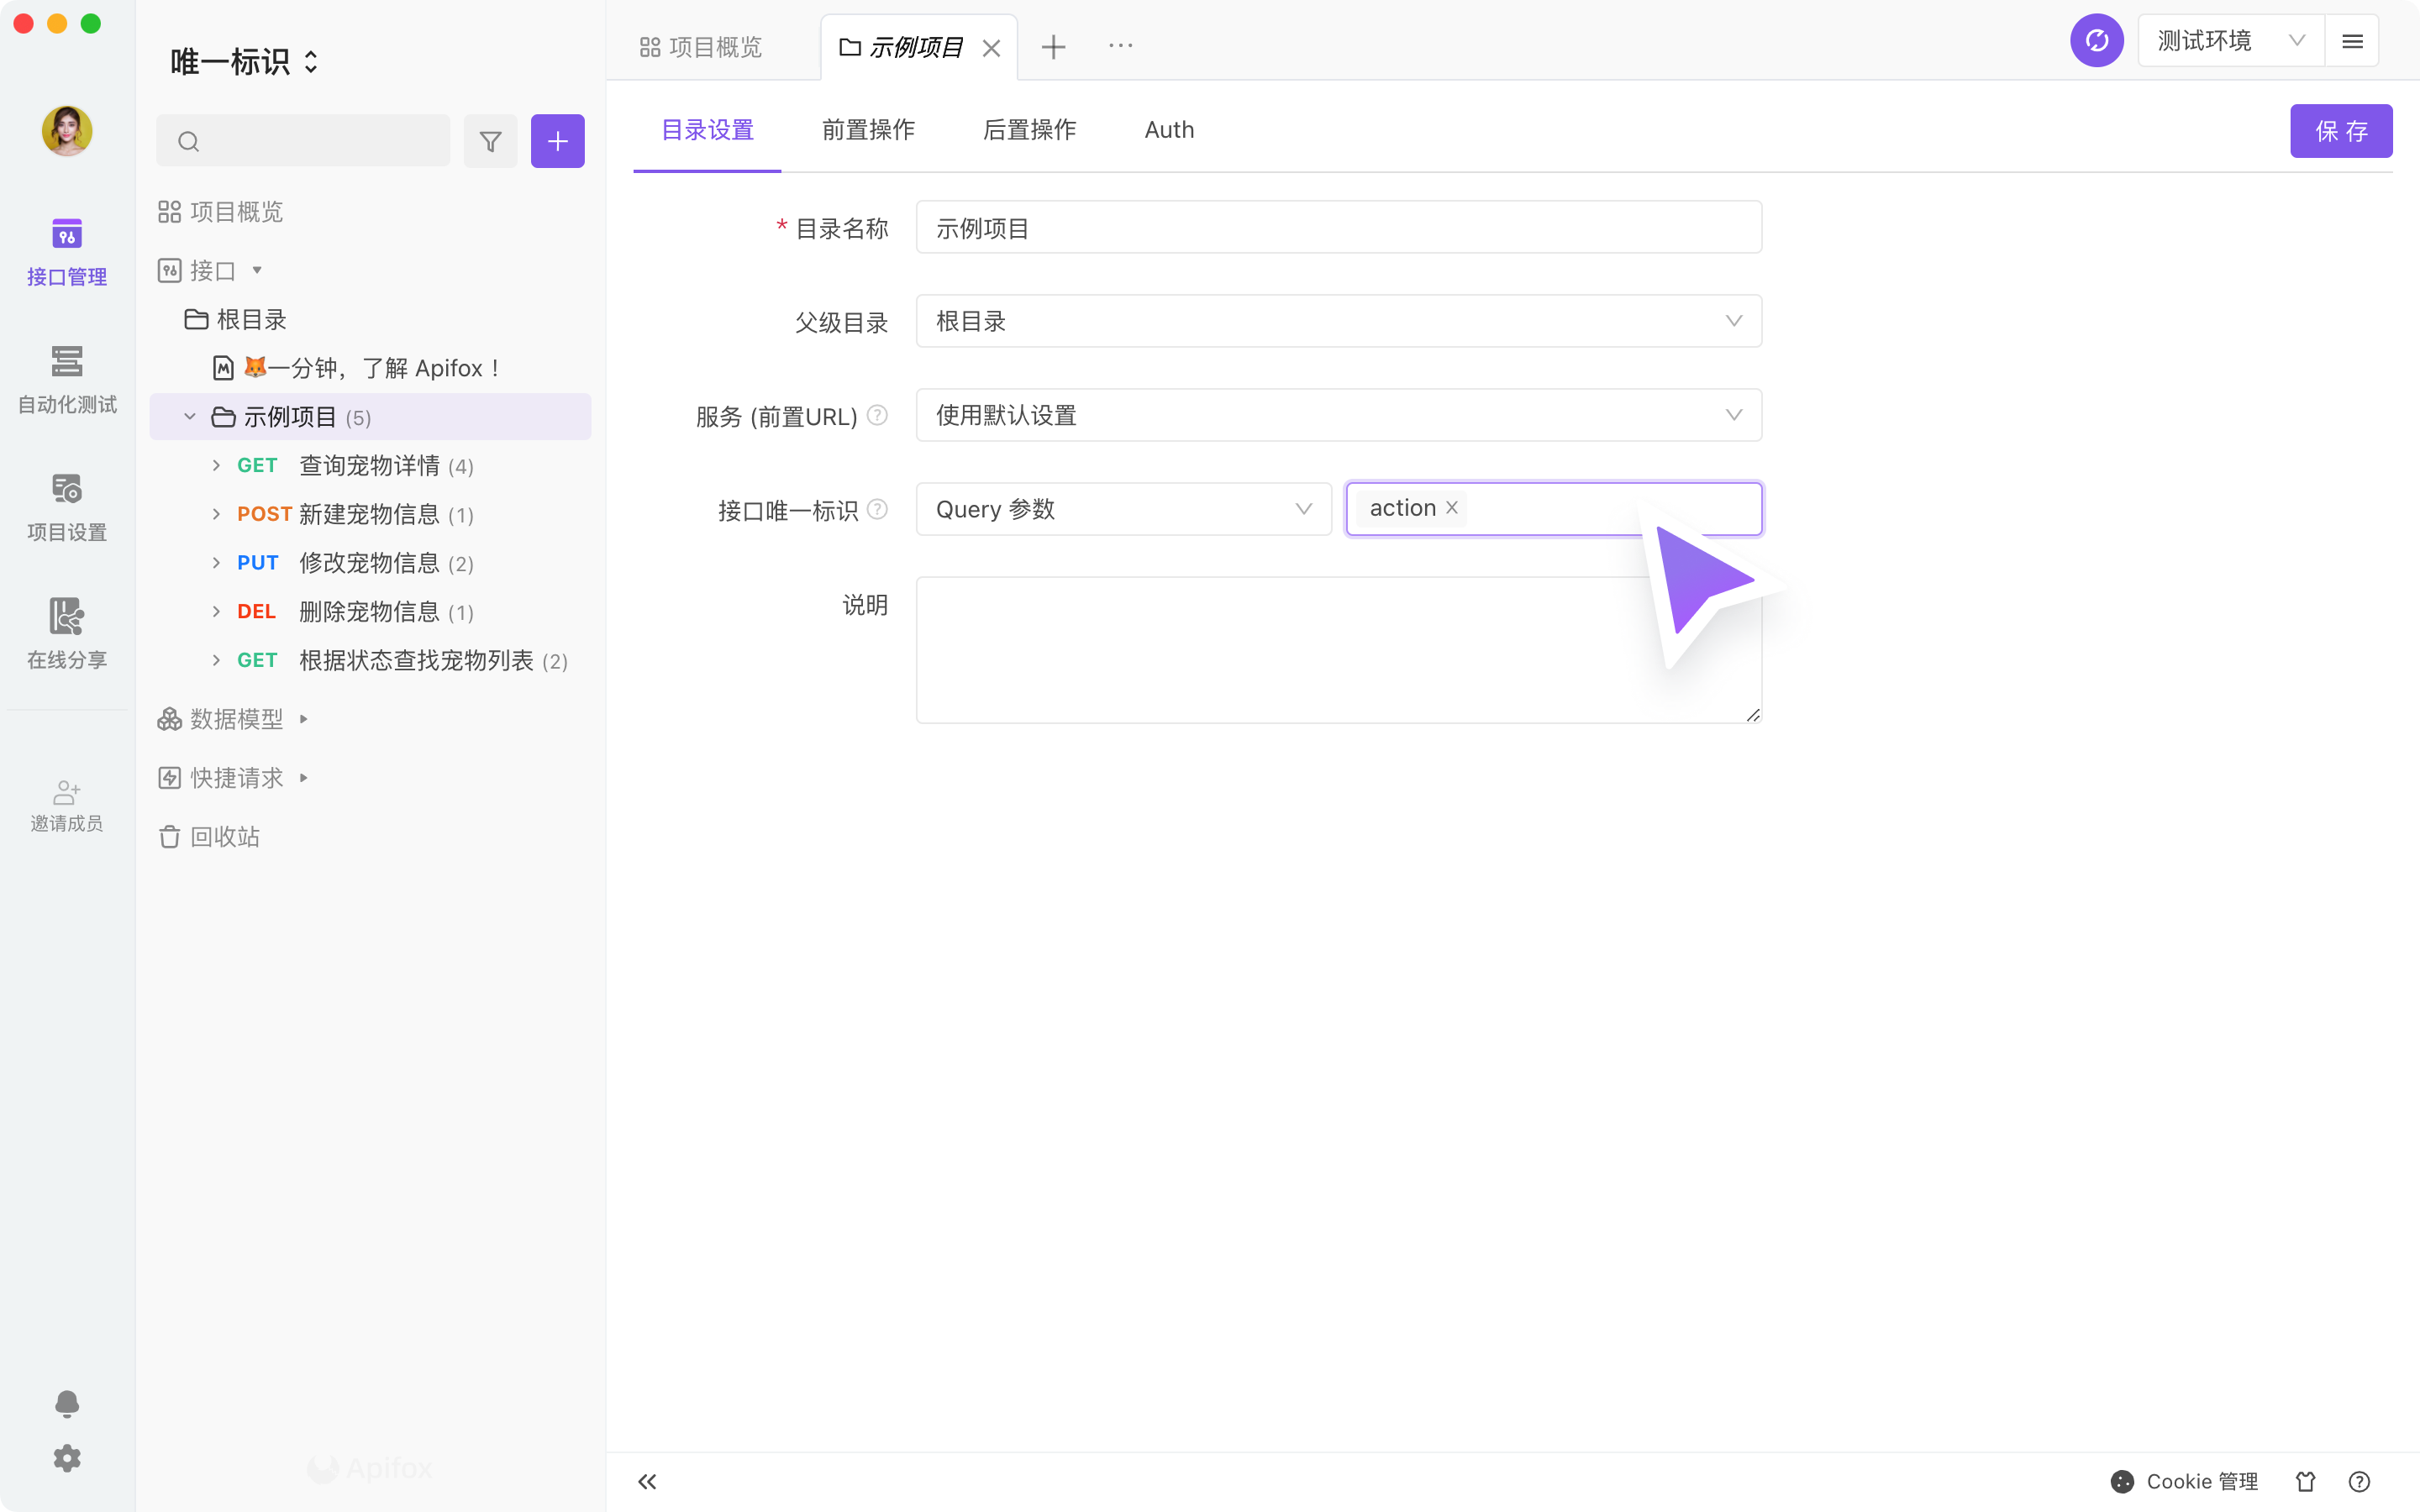 唯一标识
项目概览
示例项目
测试环境
接口管理
自动化测试
项目设置
在线分享
邀请成员
项目概览
接口
根目录
🦊一分钟，了解 Apifox！
示例项目 (5)
GET 查询宠物详情 (4)
POST 新建宠物信息 (1)
PUT 修改宠物信息 (2)
DEL 删除宠物信息 (1)
GET 根据状态查找宠物列表 (2)
数据模型
快捷请求
回收站
Apifox
目录设置 前置操作 后置操作 Auth
保 存
* 目录名称 示例项目
父级目录 根目录
服务 (前置URL) ? 使用默认设置
接口唯一标识 ? Query 参数 action
说明
Cookie 管理